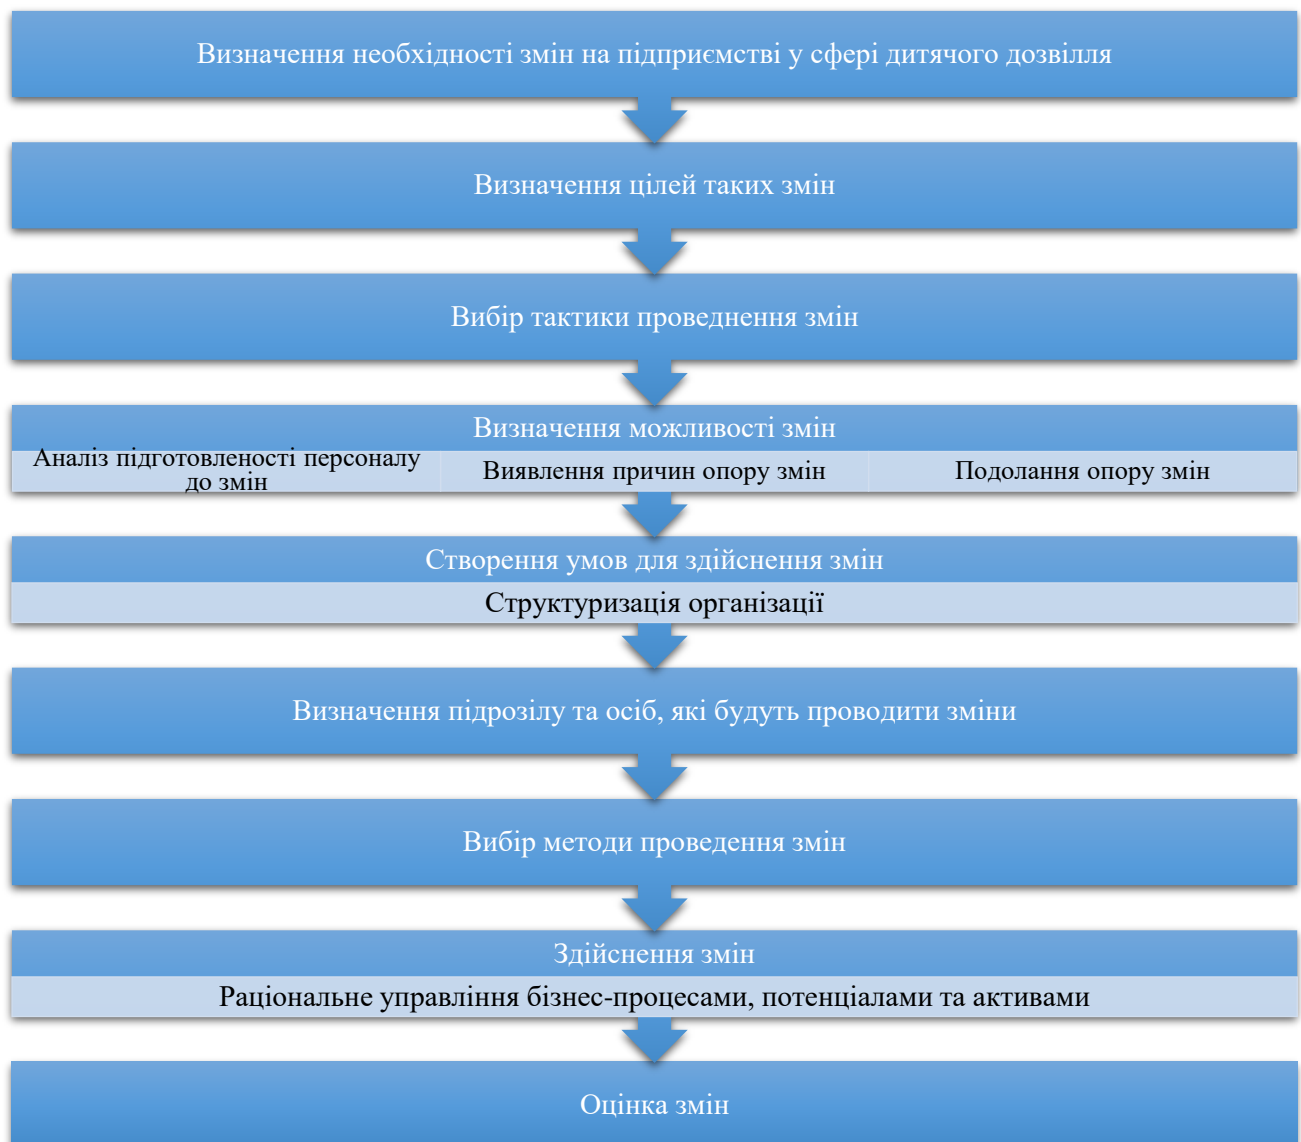 Визначення необхідності змін на підприємстві у сфері дитячого дозвілля
Визначення цілей таких змін
Вибір тактики проведнення змін
Визначення можливості змін
Аналіз підготовленості персоналу
до змін
Виявлення причин опору змін
Подолання опору змін
Створення умов для здійснення змін
Структуризація організації
Визначення підрозілу та осіб, які будуть проводити зміни
Вибір методи проведення змін
Здійснення змін
Раціональне управління бізнес-процесами, потенціалами та активами
Оцінка змін